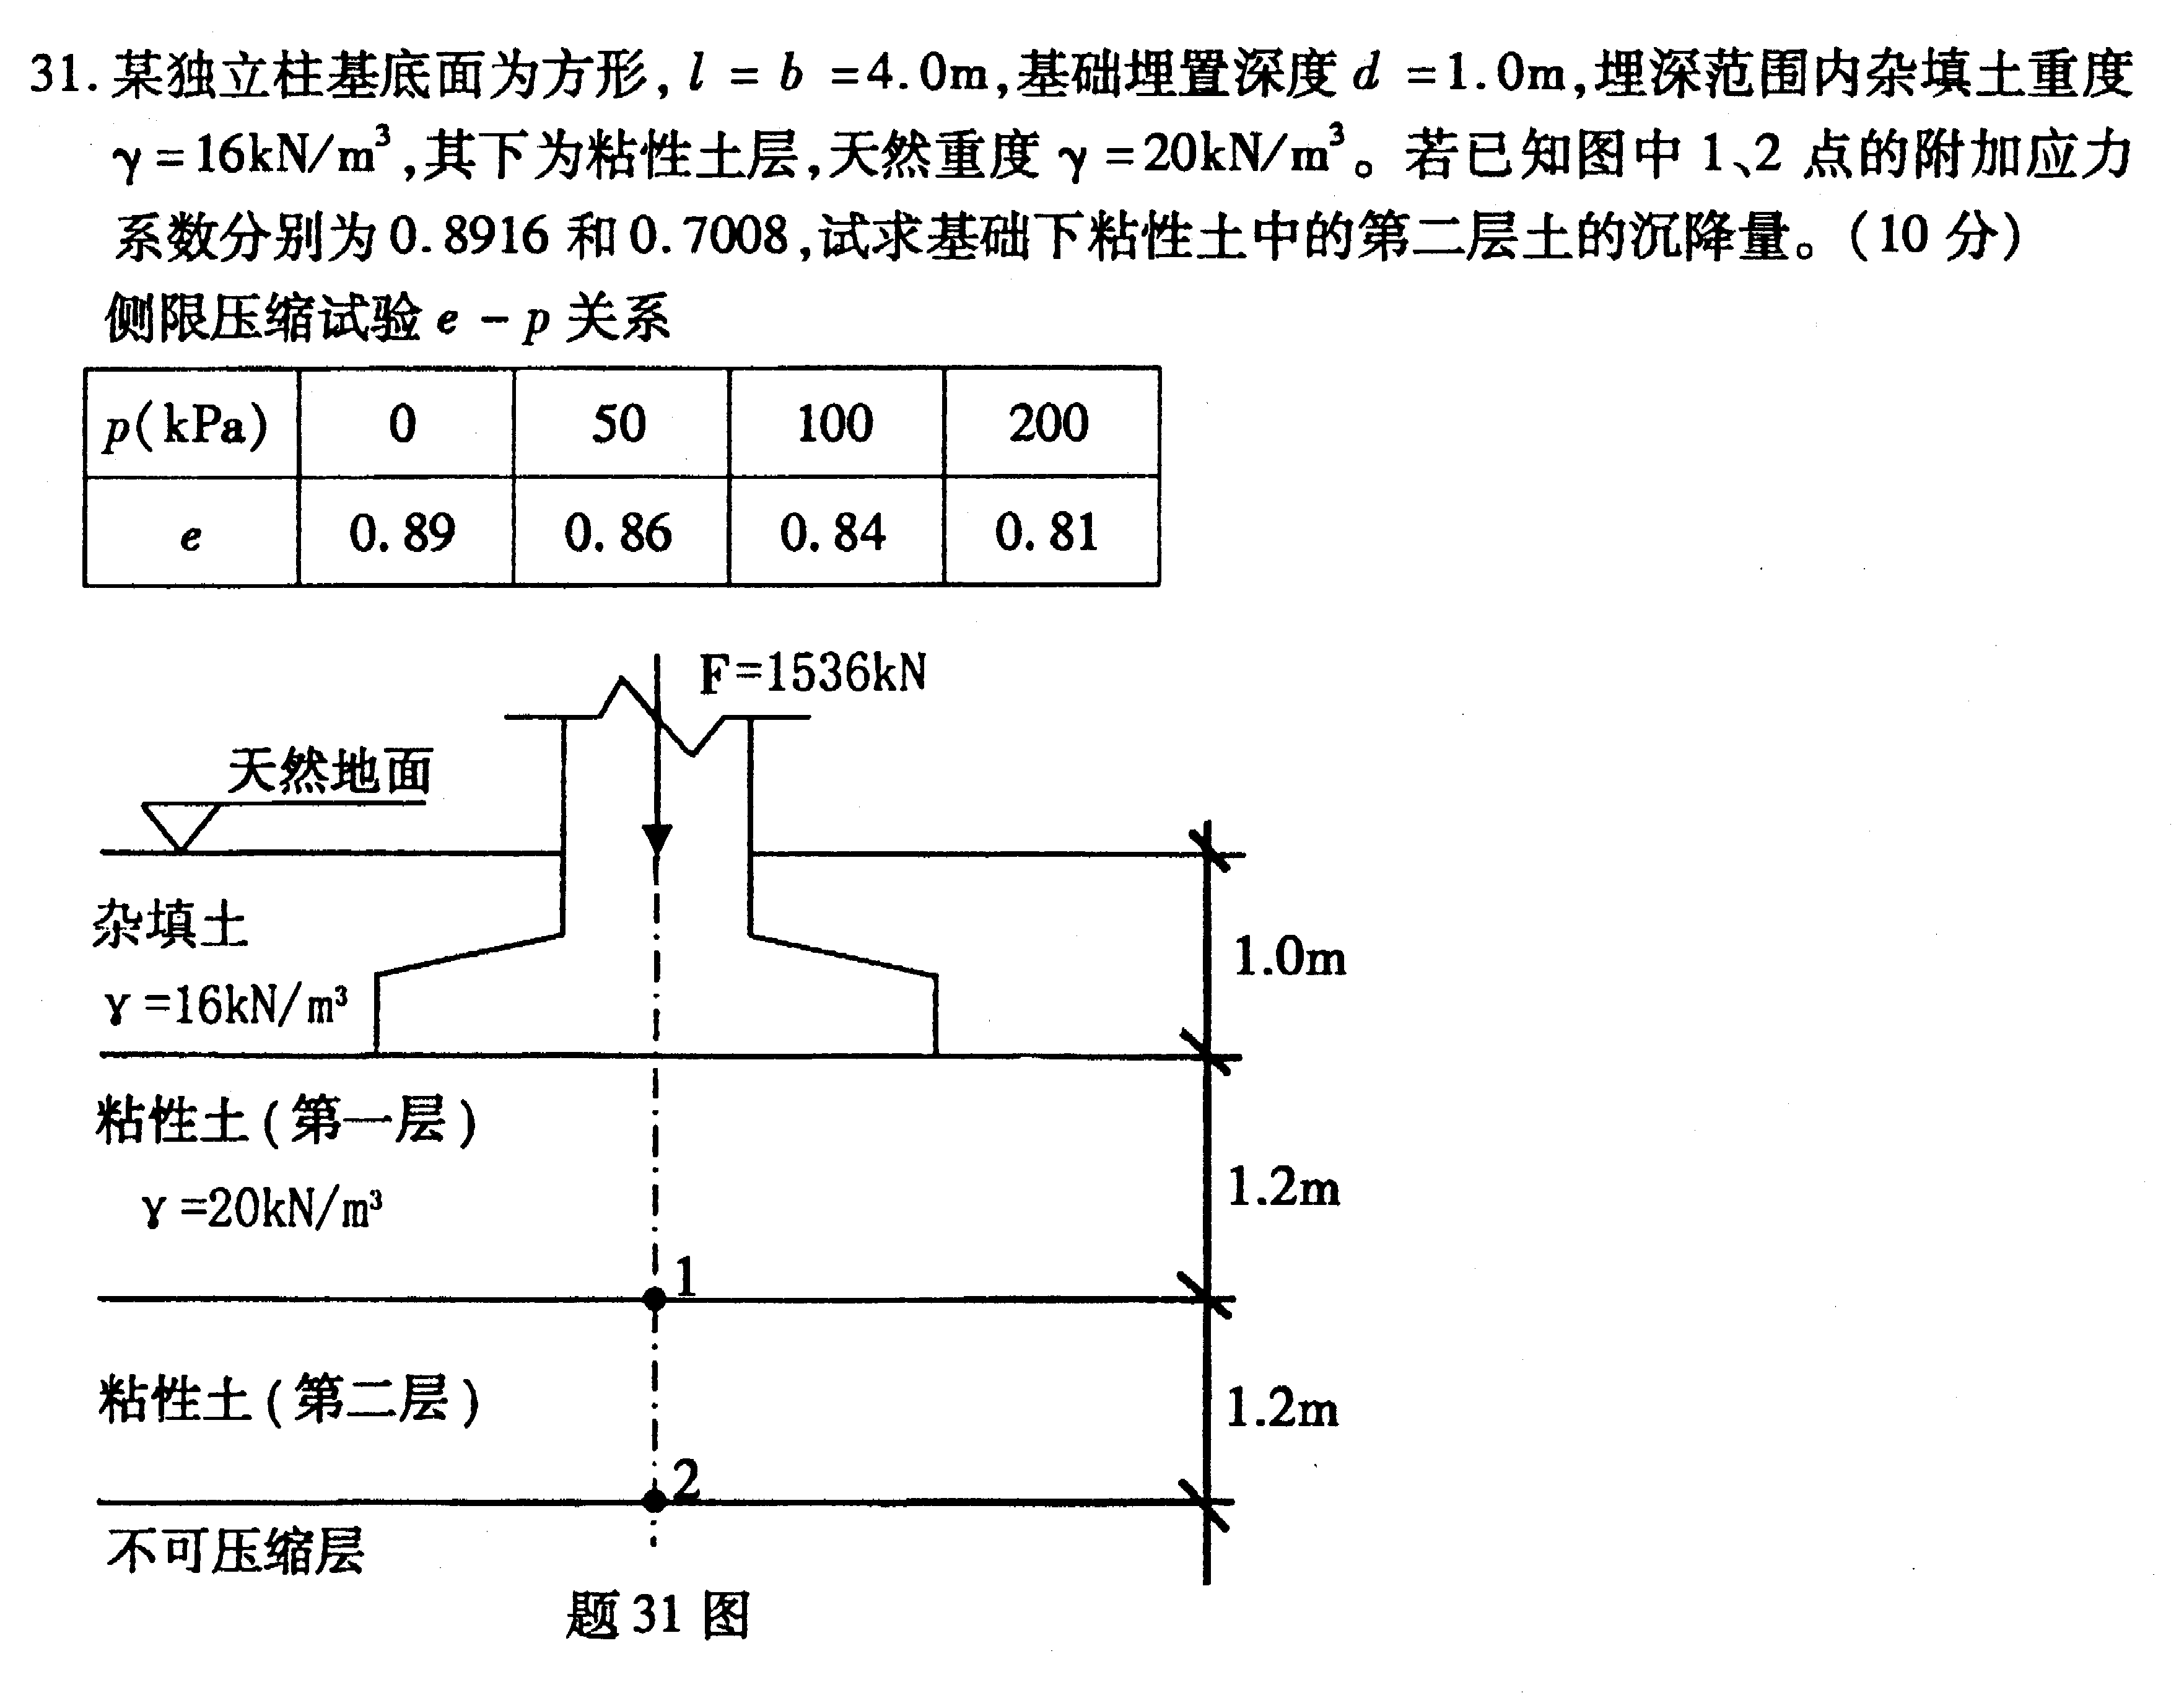 31. 某独立柱基底面为方形, l = b =4.0m,基础埋置深度 d =1.0m,埋深范围内杂填土重度
γ=16kN/m³,其下为粘性土层,天然重度 γ=20kN/m³。若已知图中 1、2 点的附加应力
系数分别为 0.8916 和 0.7008,试求基础下粘性土中的第二层土的沉降量。(10 分)
侧限压缩试验 e - p 关系
p(kPa) 0 50 100 200
e 0.89 0.86 0.84 0.81
F=1536kN
天然地面
杂填土
γ=16kN/m³
1.0m
粘性土(第一层)
γ=20kN/m³
1.2m
1
粘性土(第二层)
1.2m
2
不可压缩层
题 31 图